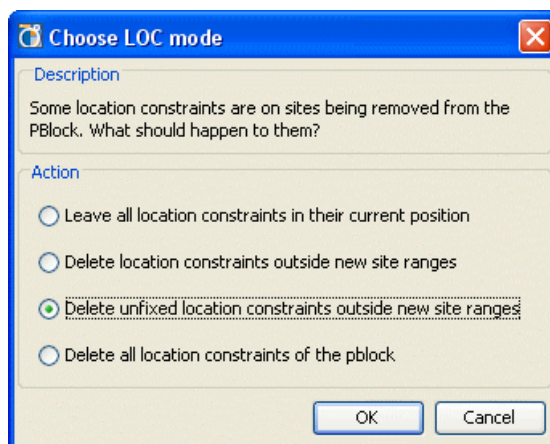 Choose LOC mode
Description
Some location constraints are on sites being removed from the
PBlock. What should happen to them?
Action
Leave all location constraints in their current position
Delete location constraints outside new site ranges
Delete unfixed location constraints outside new site ranges
Delete all location constraints of the pblock
OK Cancel